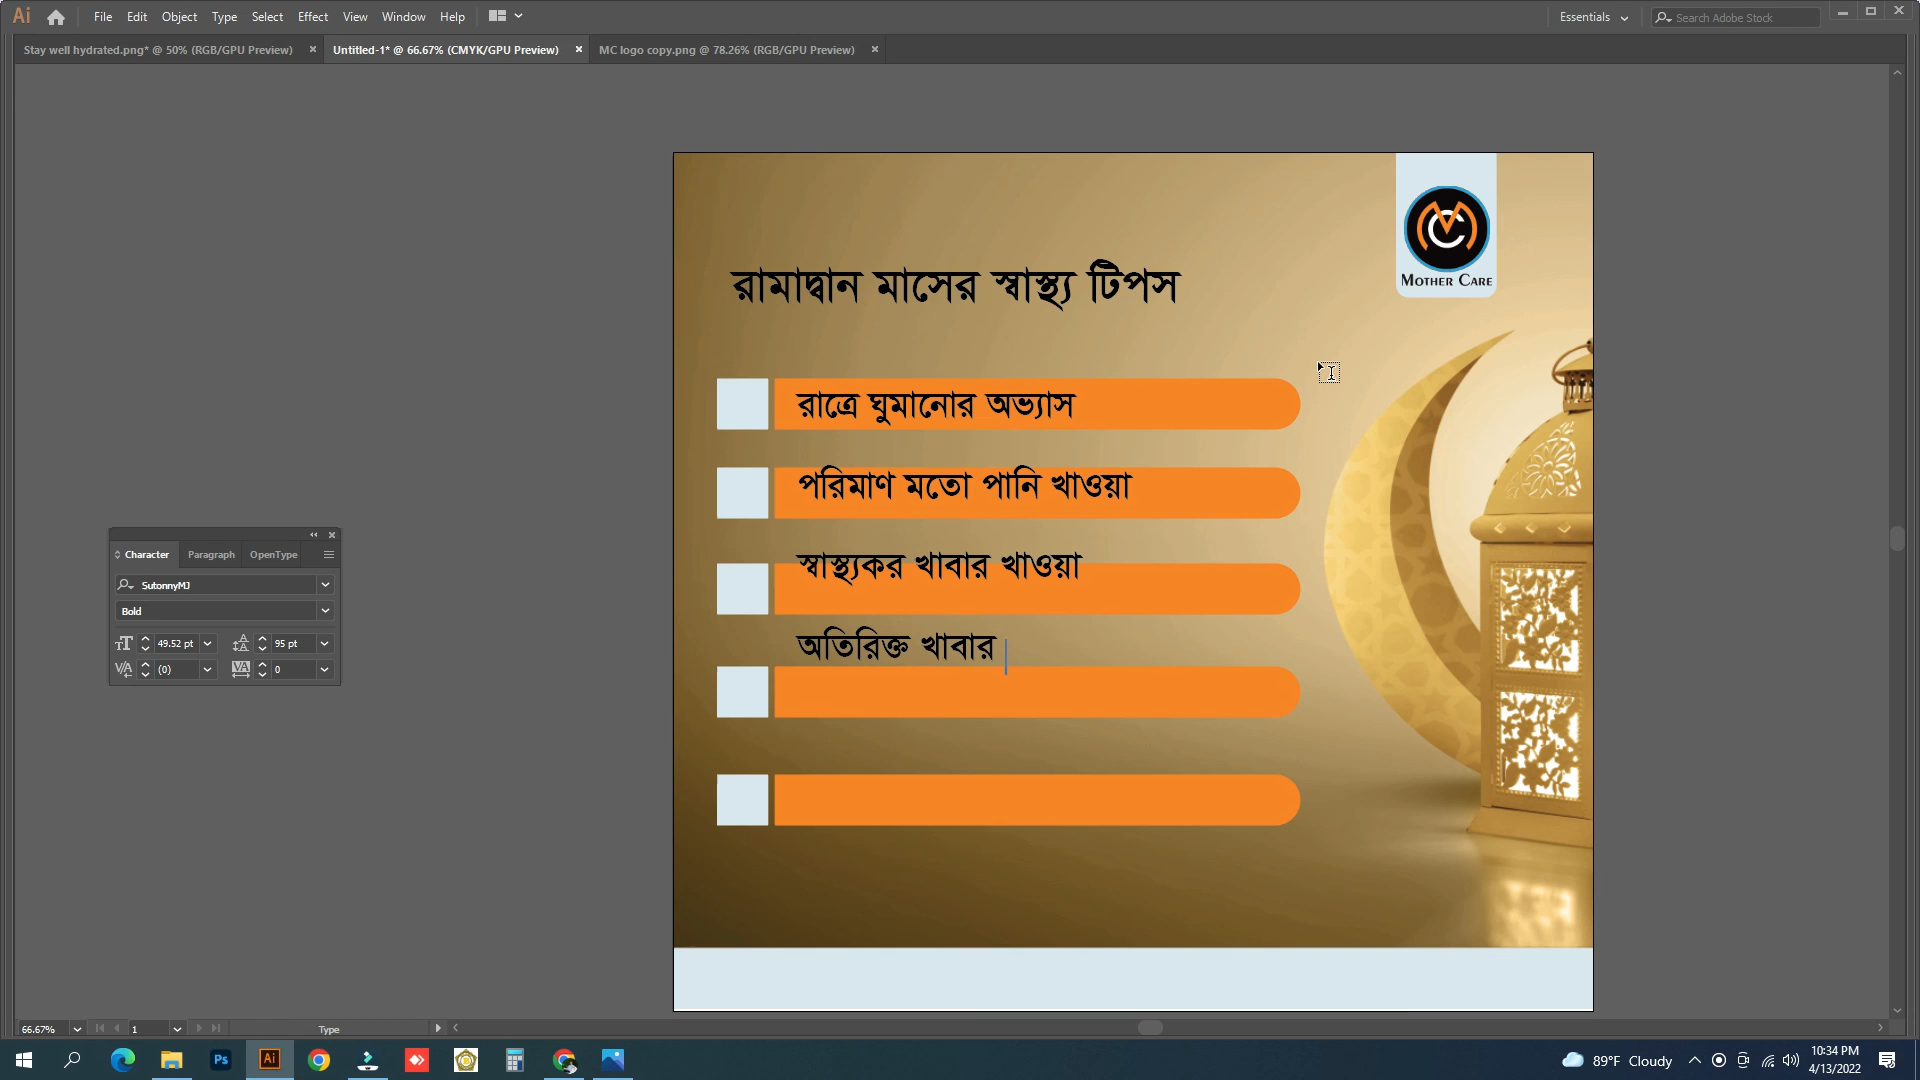 Ai File Edit Object Type Select Effect View Window Help Essentials Search Adobe Stock
Stay well hydrated.png* @ 50% (RGB/GPU Preview) Untitled-1* @ 66.67% (CMYK/GPU Preview) MC logo copy.png @ 78.26% (RGB/GPU Preview)
MC
MOTHER CARE
রামাদ্বান মাসের স্বাস্থ্য টিপস
রাত্রে ঘুমানোর অভ্যাস
পরিমাণ মতো পানি খাওয়া
স্বাস্থ্যকর খাবার খাওয়া
অতিরিক্ত খাবার
Character Paragraph OpenType
SutonnyMJ
Bold
49.52 pt 95 pt
(0) 0
66.67% 1 Type
Ps Ai 89°F Cloudy 10:34 PM
4/13/2022